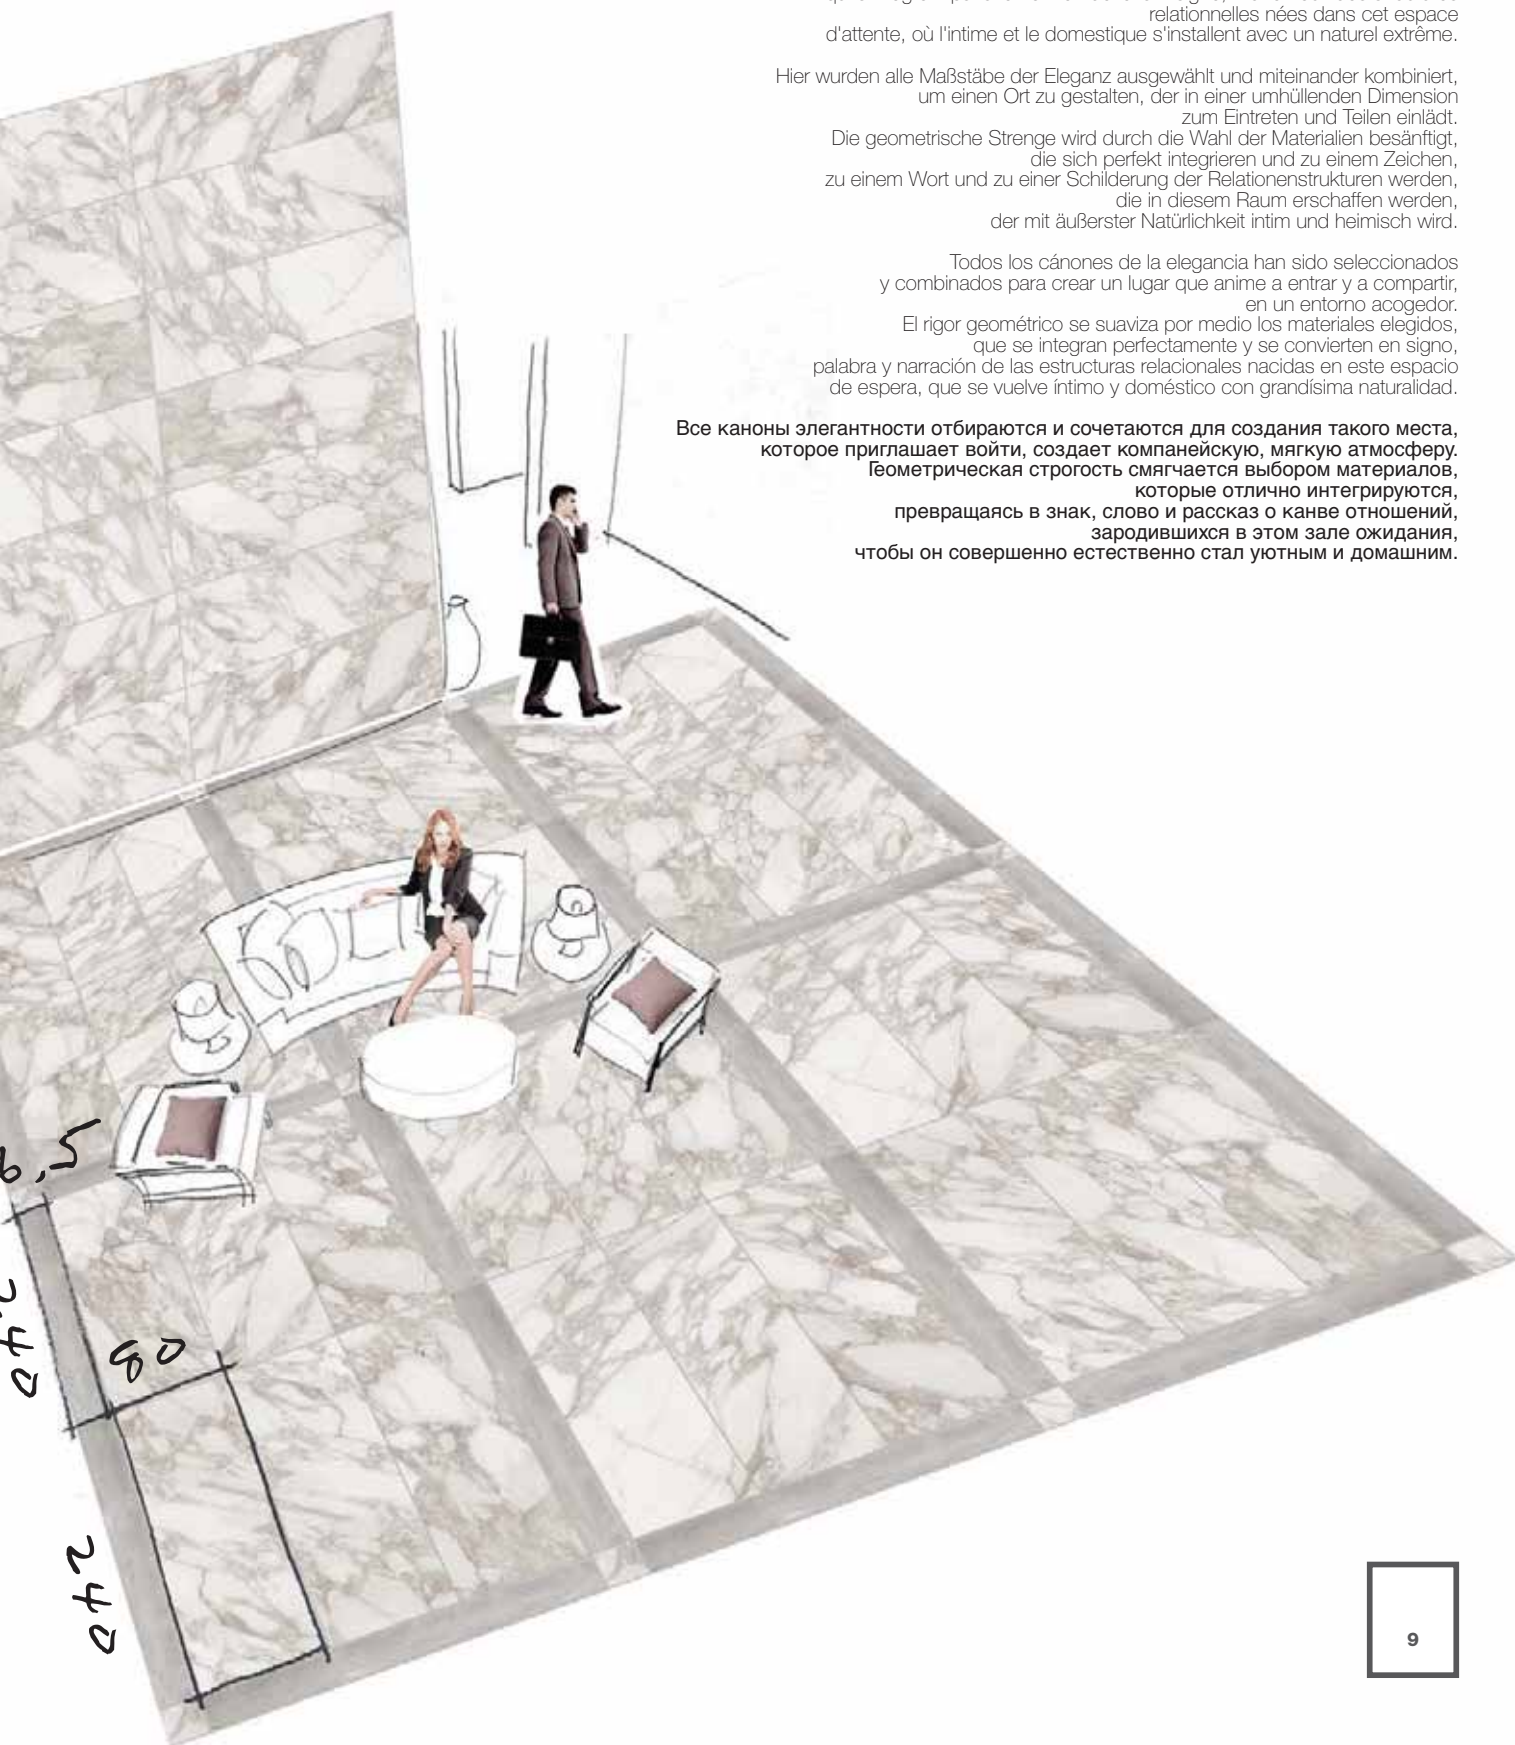 relationnelles nées dans cet espace
d'attente, où l'intime et le domestique s'installent avec un naturel extrême.
Hier wurden alle Maßstäbe der Eleganz ausgewählt und miteinander kombiniert,
um einen Ort zu gestalten, der in einer umhüllenden Dimension
zum Eintreten und Teilen einlädt.
Die geometrische Strenge wird durch die Wahl der Materialien besänftigt,
die sich perfekt integrieren und zu einem Zeichen,
zu einem Wort und zu einer Schilderung der Relationenstrukturen werden,
die in diesem Raum erschaffen werden,
der mit äußerster Natürlichkeit intim und heimisch wird.
Todos los cánones de la elegancia han sido seleccionados
y combinados para crear un lugar que anime a entrar y a compartir,
en un entorno acogedor.
El rigor geométrico se suaviza por medio los materiales elegidos,
que se integran perfectamente y se convierten en signo,
palabra y narración de las estructuras relacionales nacidas en este espacio
de espera, que se vuelve íntimo y doméstico con grandísima naturalidad.
Все каноны элегантности отбираются и сочетаются для создания такого места,
которое приглашает войти, создает компанейскую, мягкую атмосферу.
Геометрическая строгость смягчается выбором материалов,
которые отлично интегрируются,
превращаясь в знак, слово и рассказ о канве отношений,
зародившихся в этом зале ожидания,
чтобы он совершенно естественно стал уютным и домашним.
240
80
240
9